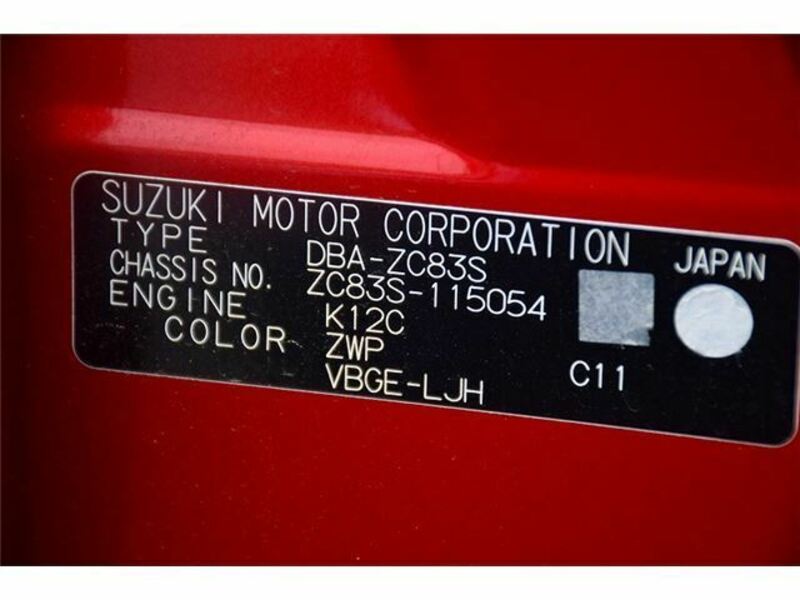 SUZUKI MOTOR CORPORATION JAPAN
TYPE DBA-ZC83S
CHASSIS NO. ZC83S-115054
ENGINE K12C
COLOR ZWP
VBGE-LJH C11